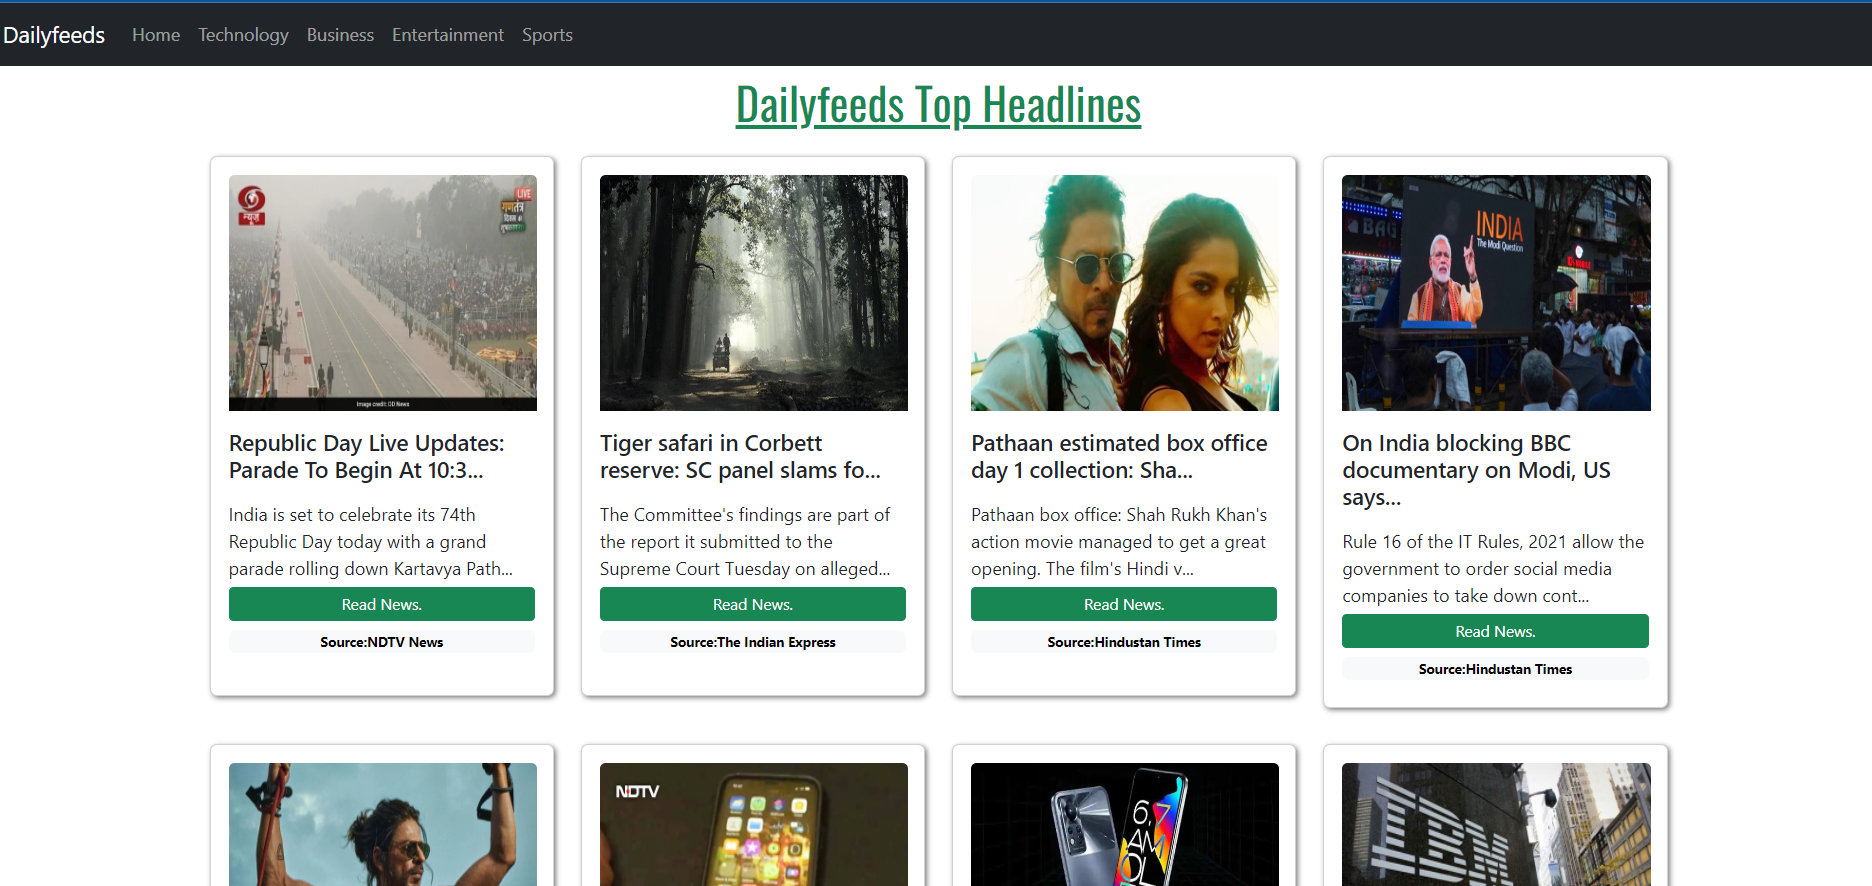 Dailyfeeds
Home
Technology
Business
Entertainment
Sports
Dailyfeeds Top Headlines
LIVE
न्यूज़
गणतंत्र
दिवस की
Image credit: DD News
Republic Day Live Updates:
Parade To Begin At 10:3...
India is set to celebrate its 74th
Republic Day today with a grand
parade rolling down Kartavya Path...
Read News.
Source:NDTV News
Tiger safari in Corbett
reserve: SC panel slams fo...
The Committee's findings are part of
the report it submitted to the
Supreme Court Tuesday on alleged...
Read News.
Source:The Indian Express
Pathaan estimated box office
day 1 collection: Sha...
Pathaan box office: Shah Rukh Khan's
action movie managed to get a great
opening. The film's Hindi v...
Read News.
Source:Hindustan Times
BAG
INDIA
The Modi Question
On India blocking BBC
documentary on Modi, US
says...
Rule 16 of the IT Rules, 2021 allow the
government to order social media
companies to take down cont...
Read News.
Source:Hindustan Times
NDTV
6.
AM
OL
IBM